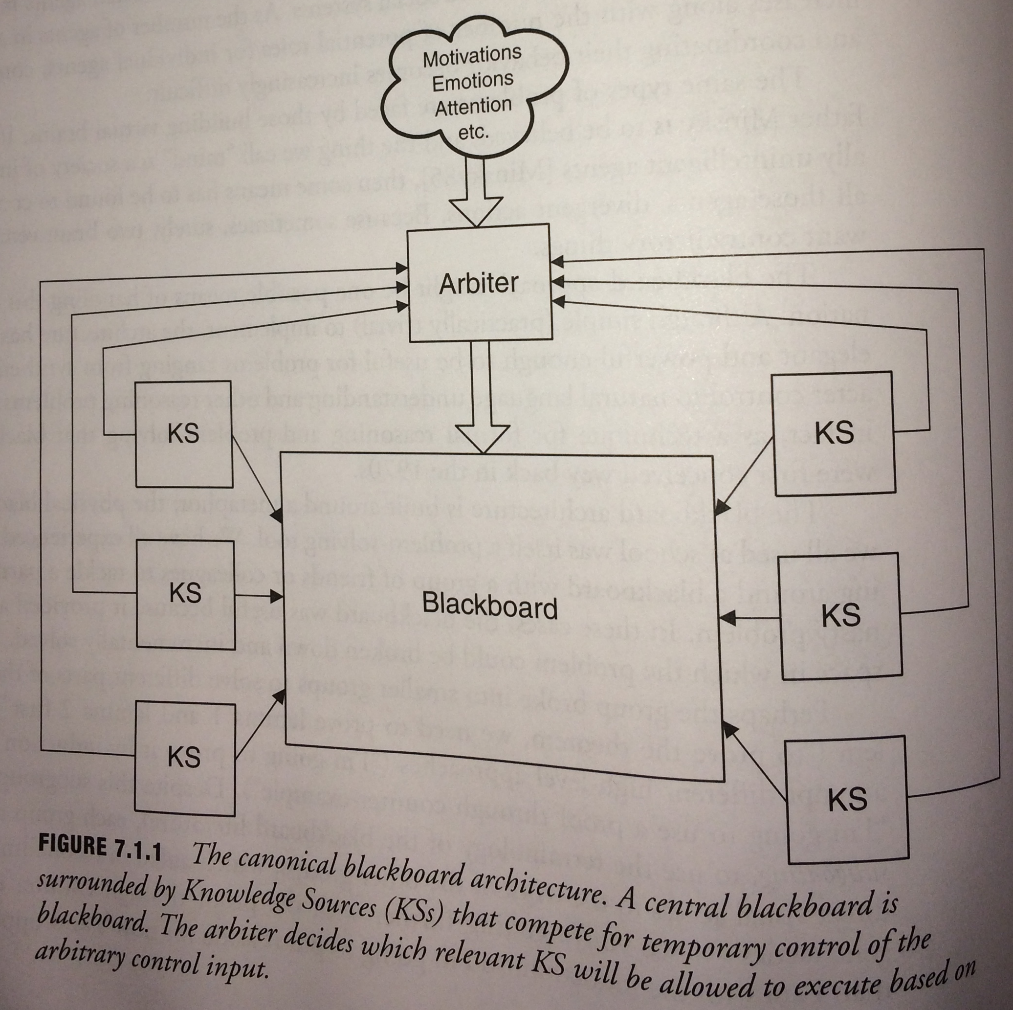 Motivations
Emotions
Attention
etc.
Arbiter
KS
KS
KS
Blackboard
KS
KS
KS
FIGURE 7.1.1 The canonical blackboard architecture. A central blackboard is
surrounded by Knowledge Sources (KSs) that compete for temporary control of the
blackboard. The arbiter decides which relevant KS will be allowed to execute based on
arbitrary control input.